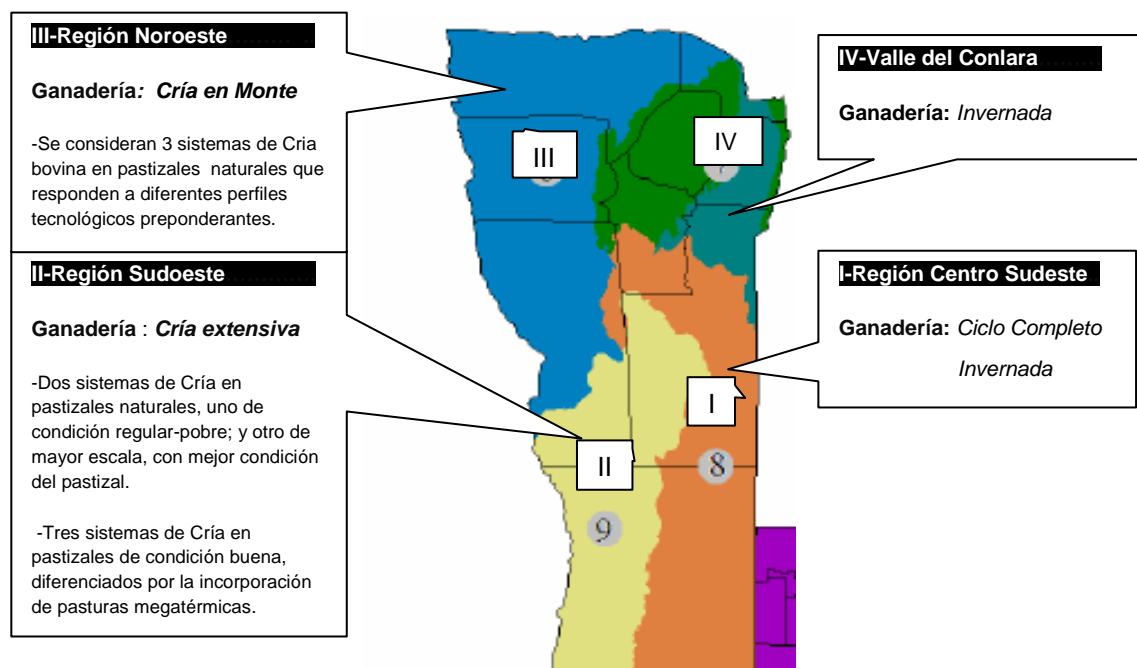 III-Región Noroeste
Ganadería: Cría en Monte
-Se consideran 3 sistemas de Cria
bovina en pastizales naturales que
responden a diferentes perfiles
tecnológicos preponderantes.
II-Región Sudoeste
Ganadería : Cría extensiva
-Dos sistemas de Cría en
pastizales naturales, uno de
condición regular-pobre; y otro de
mayor escala, con mejor condición
del pastizal.
-Tres sistemas de Cría en
pastizales de condición buena,
diferenciados por la incorporación
de pasturas megatérmicas.
III
IV
I
II
8
9
IV-Valle del Conlara
Ganadería: Invernada
I-Región Centro Sudeste
Ganadería: Ciclo Completo
Invernada